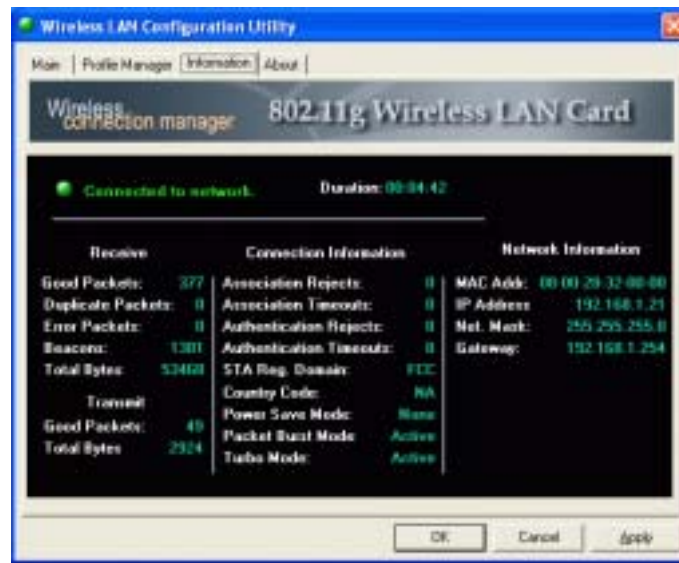 Wireless LAN Configuration Utility
Main Profile Manager Information About
Wireless
connection manager
802.11g Wireless LAN Card
Connected to network. Duration: 00:04:42
Receive
Good Packets: 377
Duplicate Packets: 0
Error Packets: 0
Beacons: 1301
Total Bytes: 53468
Transmit
Good Packets: 49
Total Bytes 2924
Connection Information
Association Rejects: 0
Association Timeouts: 0
Authentication Rejects: 0
Authentication Timeouts: 0
STA Reg. Domain: FCC
Country Code: NA
Power Save Mode: None
Packet Burst Mode Active
Turbo Mode: Active
Network Information
MAC Addr:
IP Address 192.168.1.21
Net. Mask: 255.255.255.0
Gateway: 192.168.1.254
OK Cancel Apply